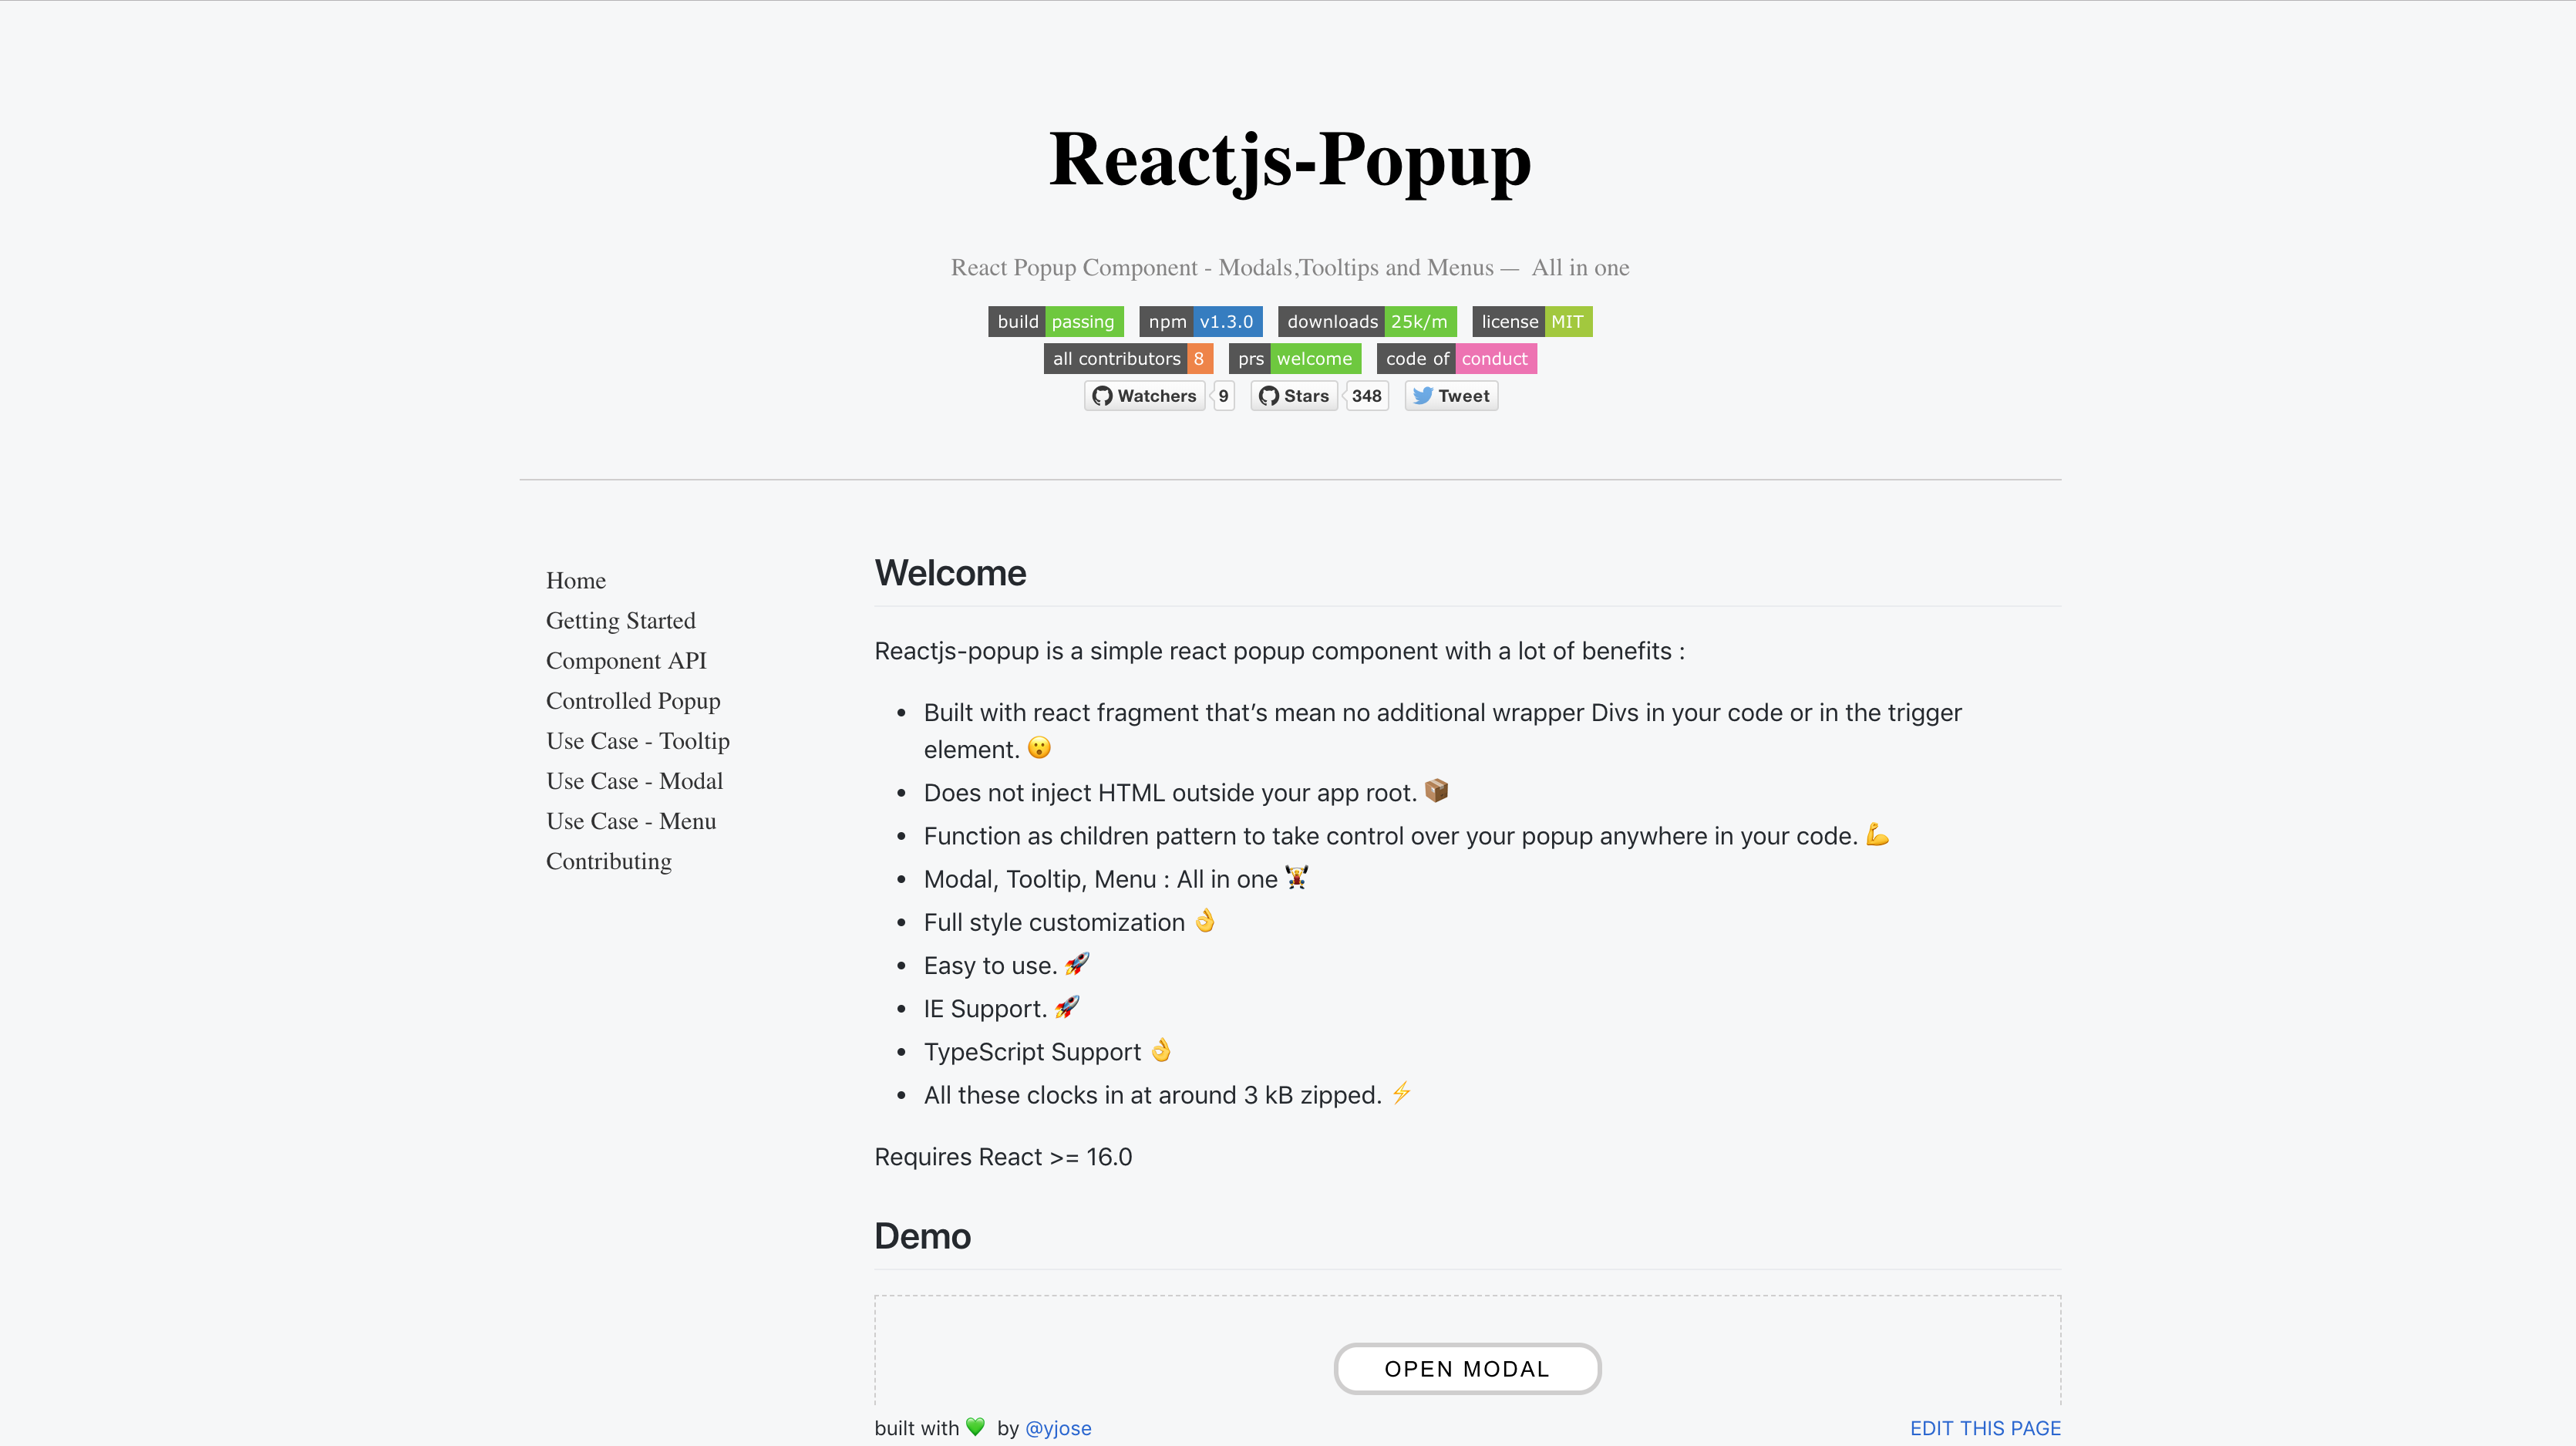 Reactjs-Popup
React Popup Component - Modals,Tooltips and Menus — All in one
build passing npm v1.3.0 downloads 25k/m license MIT
all contributors 8 prs welcome code of conduct
Watchers 9 Stars 348 Tweet
Home
Getting Started
Component API
Controlled Popup
Use Case - Tooltip
Use Case - Modal
Use Case - Menu
Contributing
Welcome
Reactjs-popup is a simple react popup component with a lot of benefits :
• Built with react fragment that’s mean no additional wrapper Divs in your code or in the trigger
element. 😮
• Does not inject HTML outside your app root. 📦
• Function as children pattern to take control over your popup anywhere in your code. 💪
• Modal, Tooltip, Menu : All in one 🏋
• Full style customization 👌
• Easy to use. 🚀
• IE Support. 🚀
• TypeScript Support 👌
• All these clocks in at around 3 kB zipped. ⚡
Requires React >= 16.0
Demo
OPEN MODAL
built with 💚 by @yjose
EDIT THIS PAGE